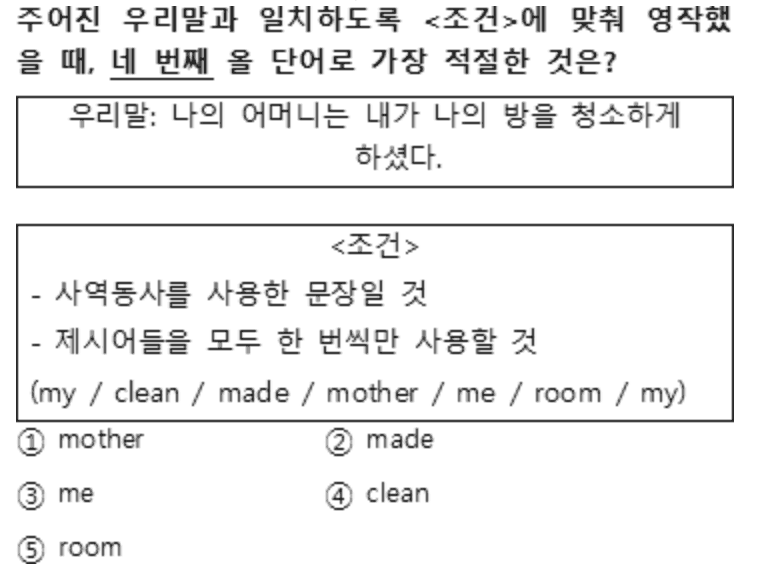 주어진 우리말과 일치하도록 <조건>에 맞춰 영작했
을 때, 네 번째 올 단어로 가장 적절한 것은?
우리말: 나의 어머니는 내가 나의 방을 청소하게
하셨다.
<조건>
- 사역동사를 사용한 문장일 것
- 제시어들을 모두 한 번씩만 사용할 것
(my / clean / made / mother / me / room / my)
① mother ② made
③ me ④ clean
⑤ room